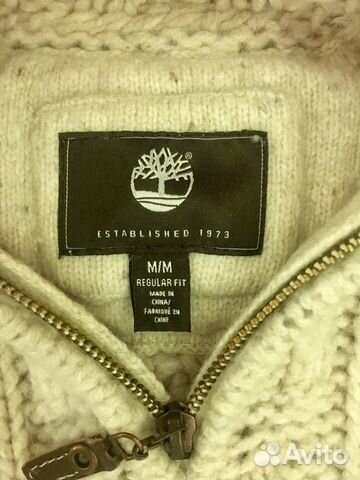 ESTABLISHED 1973
M/M
REGULAR FIT
MADE IN
CHINA/
FABRIQUÉ EN
CHINE
Avito